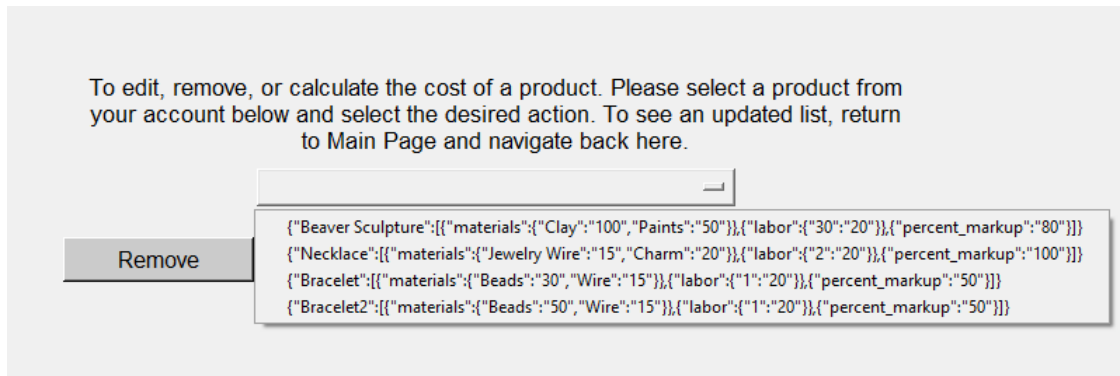 To edit, remove, or calculate the cost of a product. Please select a product from
your account below and select the desired action. To see an updated list, return
to Main Page and navigate back here.
{"Beaver Sculpture":[{"materials":{"Clay":"100","Paints":"50"}},{"labor":{"30":"20"}},{"percent_markup":"80"}]}
{"Necklace":[{"materials":{"Jewelry Wire":"15","Charm":"20"}},{"labor":{"2":"20"}},{"percent_markup":"100"}]}
Remove
{"Bracelet":[{"materials":{"Beads":"30","Wire":"15"}},{"labor":{"1":"20"}},{"percent_markup":"50"}]}
{"Bracelet2":[{"materials":{"Beads":"50","Wire":"15"}},{"labor":{"1":"20"}},{"percent_markup":"50"}]}